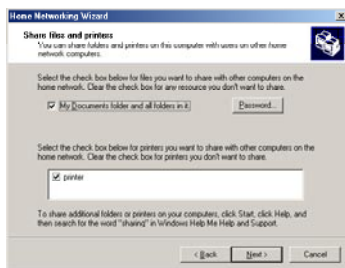 Home Networking Wizard
Share files and printers
You can share folders and printers on this computer with users on other home
network computers.
Select the check box below for files you want to share with other computers on the
home network. Clear the check box for any resource you don't want to share.
My Documents folder and all folders in it.
Password...
Select the check box below for printers you want to share with other computers on the
home network. Clear the check box for printers you don't want to share.
printer
To share additional folders or printers on your computers, click Start, click Help, and
then search for the word "sharing" in Windows Help Me Help and Support.
< Back
Next >
Cancel